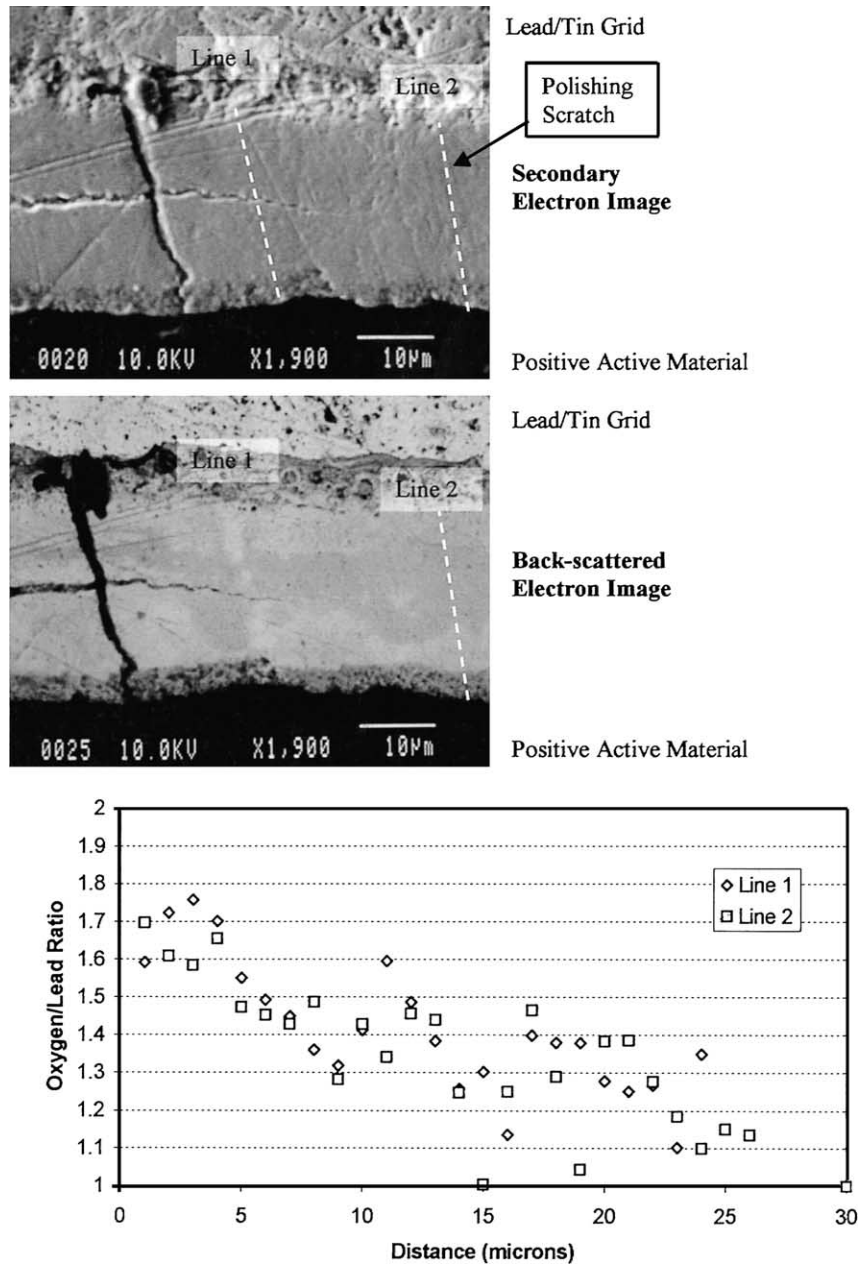 Lead/Tin Grid
Line 1
Line 2
Polishing
Scratch
Secondary
Electron Image
0020 10.0KV X1,900 10µm
Positive Active Material
Lead/Tin Grid
Line 1
Line 2
Back-scattered
Electron Image
0025 10.0KV X1,900 10µm
Positive Active Material
2
1.9
1.8
1.7
1.6
1.5
1.4
1.3
1.2
1.1
1
Oxygen/Lead Ratio
Line 1
Line 2
0 5 10 15 20 25 30
Distance (microns)